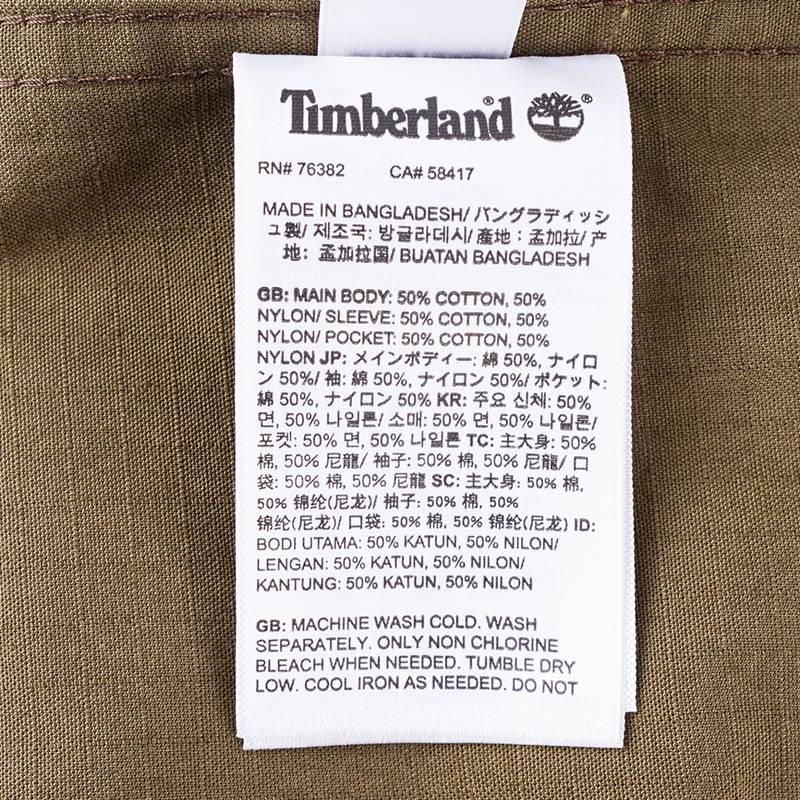 Timberland® ®
RN# 76382 CA# 58417
MADE IN BANGLADESH/ バングラディッシ
ュ製/ 제조국: 방글라데시/ 產地：孟加拉/ 产
地：孟加拉国/ BUATAN BANGLADESH
GB: MAIN BODY: 50% COTTON, 50%
NYLON/ SLEEVE: 50% COTTON, 50%
NYLON/ POCKET: 50% COTTON, 50%
NYLON JP: メインボディー: 綿 50%, ナイロ
ン 50%/ 袖: 綿 50%, ナイロン 50%/ ポケット:
綿 50%, ナイロン 50% KR: 주요 신체: 50%
면, 50% 나일론/ 소매: 50% 면, 50% 나일론/
포켓: 50% 면, 50% 나일론 TC: 主大身: 50%
棉, 50% 尼龍/ 袖子: 50% 棉, 50% 尼龍/ 口
袋: 50% 棉, 50% 尼龍 SC: 主大身: 50% 棉,
50% 锦纶(尼龙)/ 袖子: 50% 棉, 50%
锦纶(尼龙)/ 口袋: 50% 棉, 50% 锦纶(尼龙) ID:
BODI UTAMA: 50% KATUN, 50% NILON/
LENGAN: 50% KATUN, 50% NILON/
KANTUNG: 50% KATUN, 50% NILON
GB: MACHINE WASH COLD. WASH
SEPARATELY. ONLY NON CHLORINE
BLEACH WHEN NEEDED. TUMBLE DRY
LOW. COOL IRON AS NEEDED. DO NOT